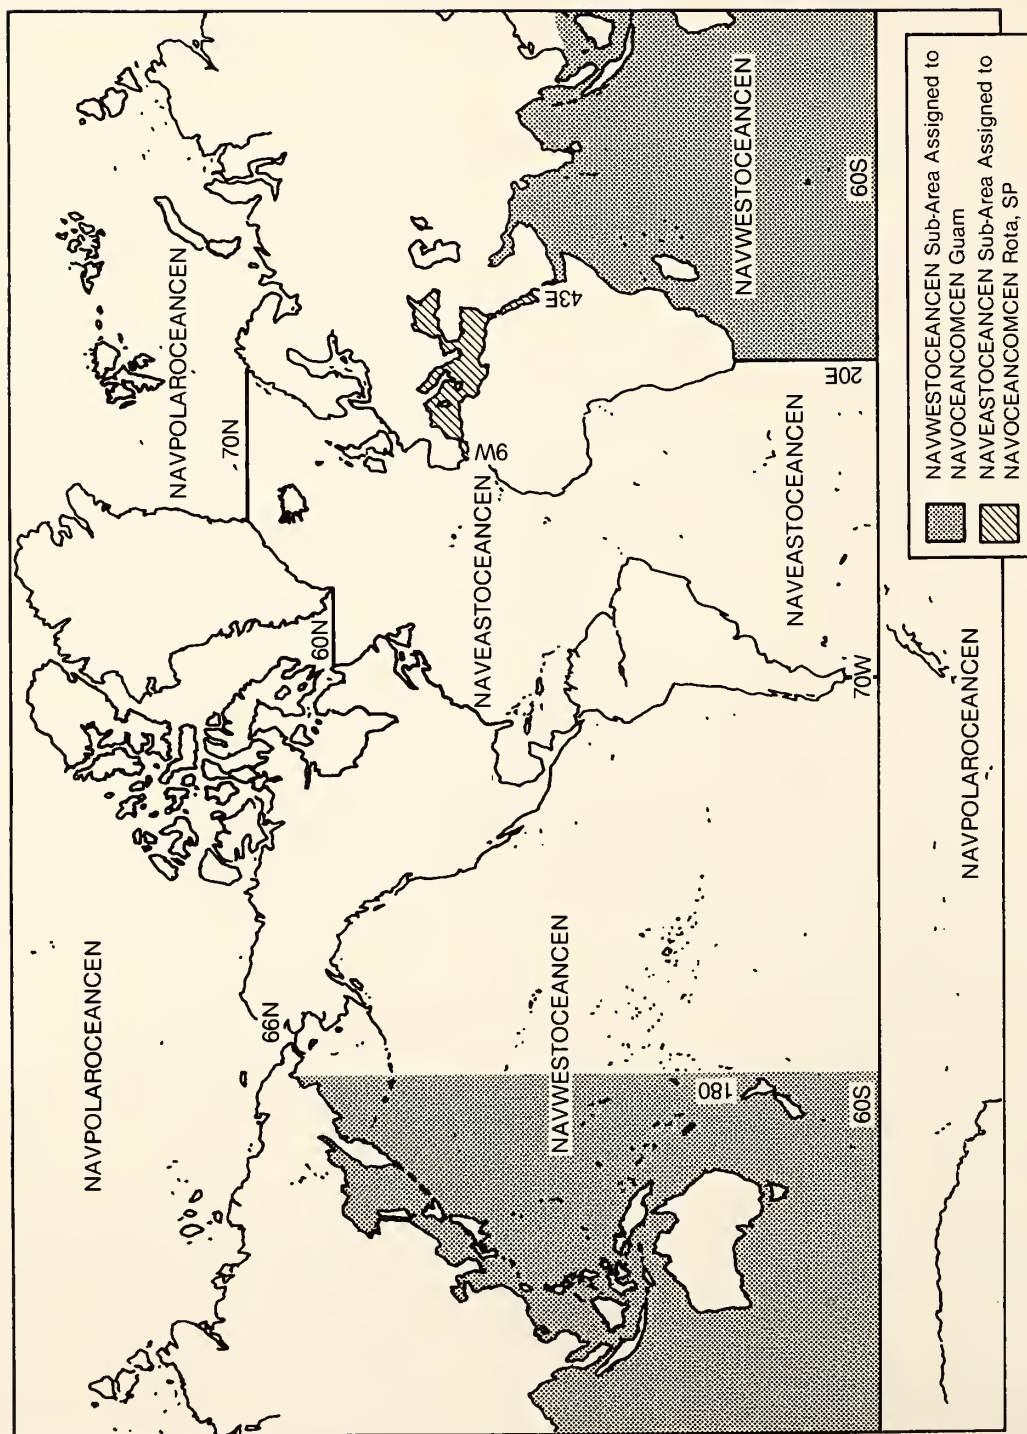 NAVPOLAROCEANCEN
NAVPOLAROCEANCEN
70N
60N
66N
NAVWESTOCEANCEN
NAVEASTOCEANCEN
NAVWESTOCEANCEN
NAVEASTOCEANCEN
9W
43E
180
20E
60S
60S
70W
NAVPOLAROCEANCEN
NAVWESTOCEANCEN Sub-Area Assigned to
NAVOCEANCOMCEN Guam
NAVEASTOCEANCEN Sub-Area Assigned to
NAVOCEANCOMCEN Rota, SP